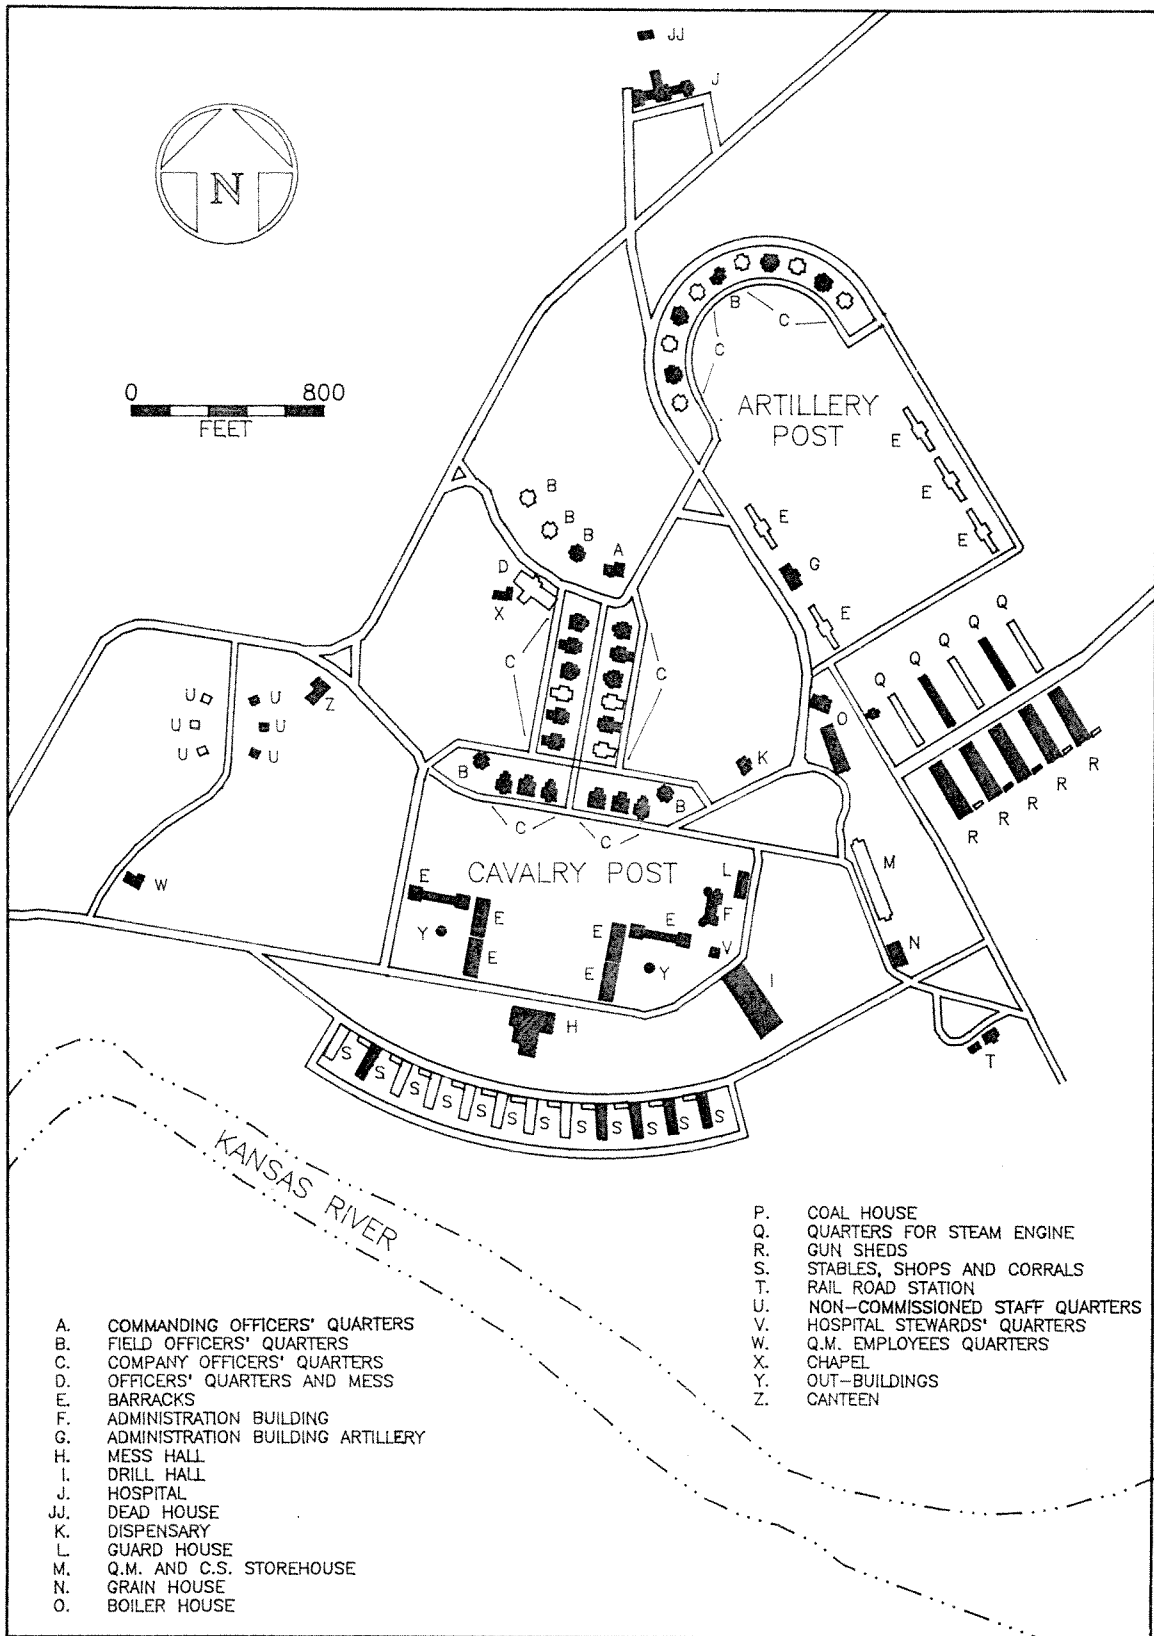 JJ
J
N
B
C
C
0 800
FEET
ARTILLERY
POST
E
E
E
E
B
B
B
A
D
X
G
E
Q
Q
Q
Q
Q
C
C
U
U
U
U
U
U
Z
O
K
B
B
R
R
R
R
R
C
C
W
CAVALRY POST
M
E
L
E
F
E
E
Y
V
N
E
E
Y
I
H
T
S
S
S
S
S
S
S
S
S
S
S
S
KANSAS RIVER
A. COMMANDING OFFICERS' QUARTERS
B. FIELD OFFICERS' QUARTERS
C. COMPANY OFFICERS' QUARTERS
D. OFFICERS' QUARTERS AND MESS
E. BARRACKS
F. ADMINISTRATION BUILDING
G. ADMINISTRATION BUILDING ARTILLERY
H. MESS HALL
I. DRILL HALL
J. HOSPITAL
JJ. DEAD HOUSE
K. DISPENSARY
L. GUARD HOUSE
M. Q.M. AND C.S. STOREHOUSE
N. GRAIN HOUSE
O. BOILER HOUSE
P. COAL HOUSE
Q. QUARTERS FOR STEAM ENGINE
R. GUN SHEDS
S. STABLES, SHOPS AND CORRALS
T. RAIL ROAD STATION
U. NON-COMMISSIONED STAFF QUARTERS
V. HOSPITAL STEWARDS' QUARTERS
W. Q.M. EMPLOYEES QUARTERS
X. CHAPEL
Y. OUT-BUILDINGS
Z. CANTEEN